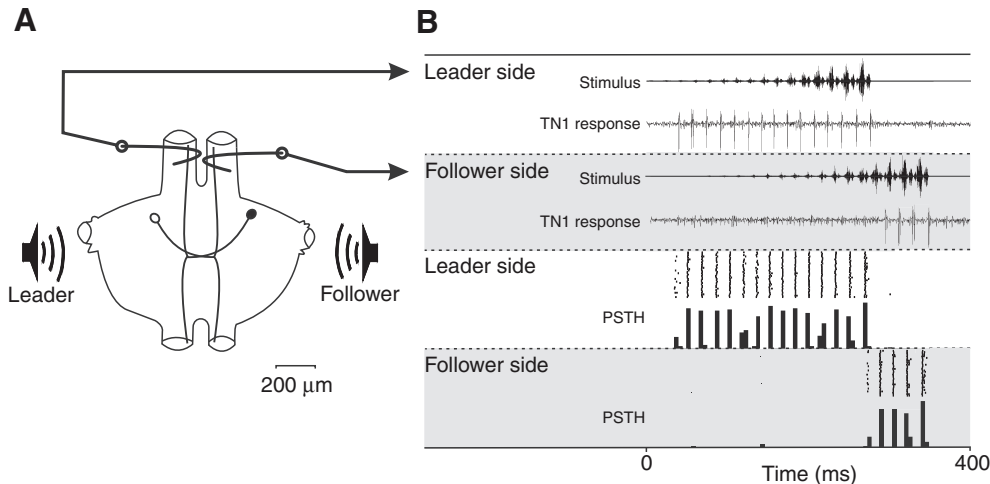 A
Leader
Follower
200 μm
B
Leader side
Stimulus
TN1 response
Follower side
Stimulus
TN1 response
Leader side
PSTH
Follower side
PSTH
0
400
Time (ms)